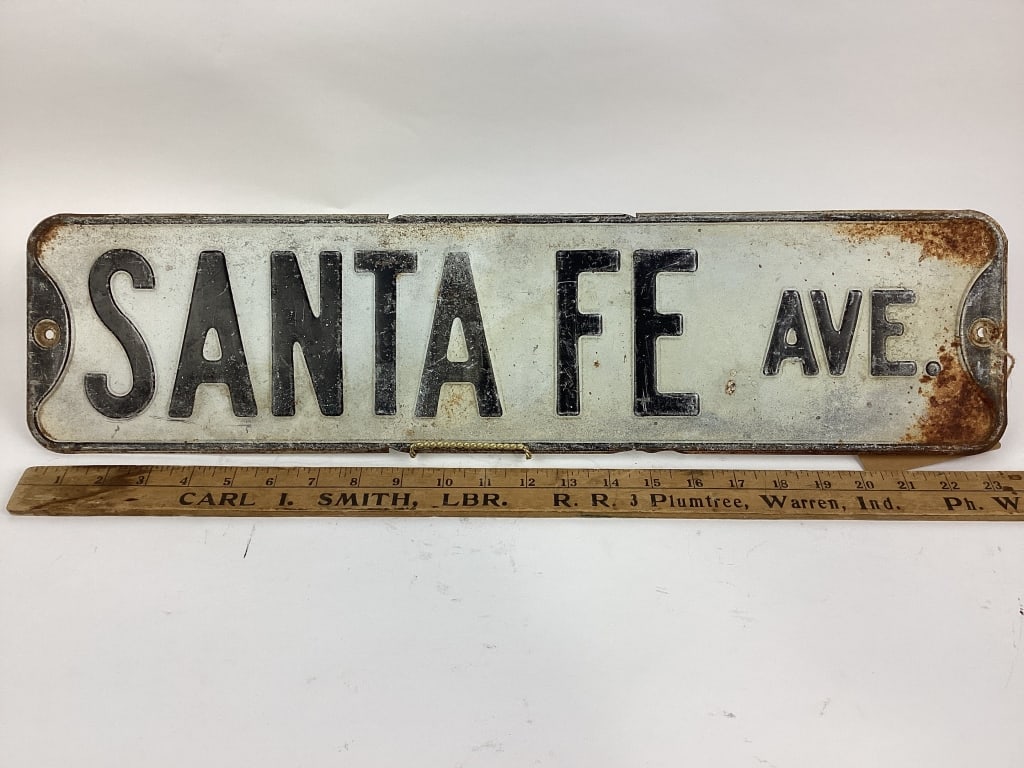 SANTA FE AVE.
1 2 3 4 5 6 7 8 9 10 11 12 13 14 15 16 17 18 19 20 21 22 23
CARL I. SMITH, LBR. R. R. 3 Plumtree, Warren, Ind. Ph. W